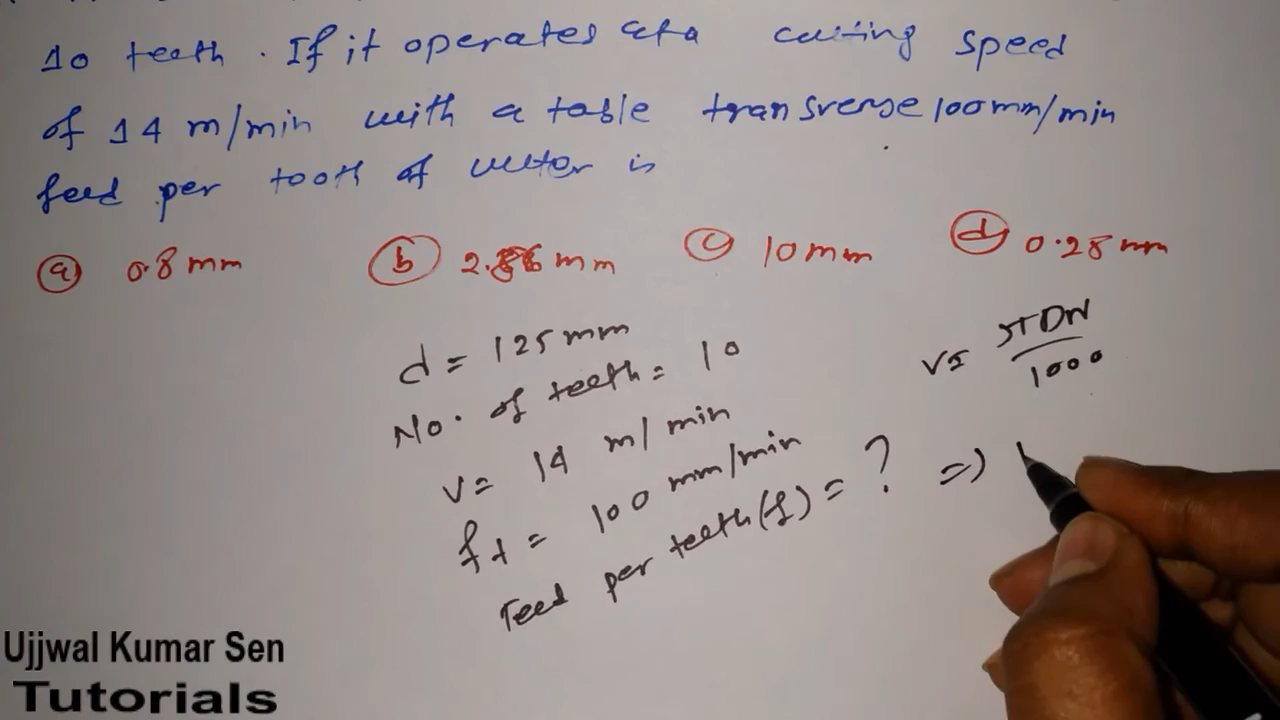 10 teeth. If it operates at a cutting speed
of 14 m/min with a table transverse 100mm/min
feed per tooth of cutter is
(a) 0.8 mm (b) 2.86 mm (c) 10 mm (d) 0.28 mm
d = 125 mm
No. of teeth = 10
V = 14 m/min
ft = 100 mm/min
Feed per teeth (f) = ? =>
V = πDN
1000
Ujjwal Kumar Sen
Tutorials